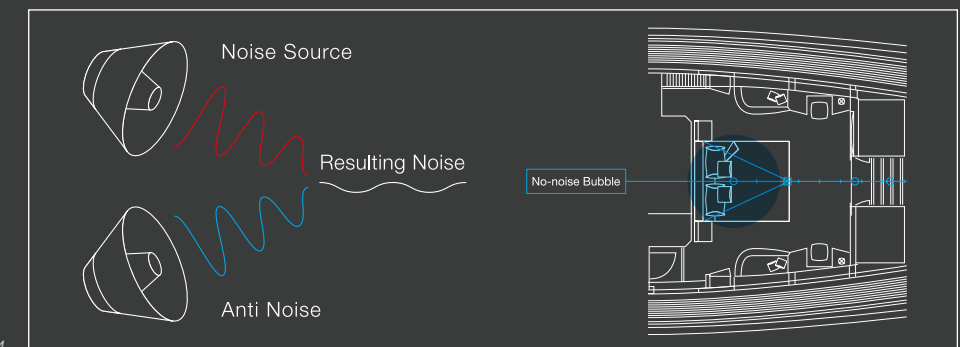 Noise Source
Resulting Noise
No-noise Bubble
Anti Noise